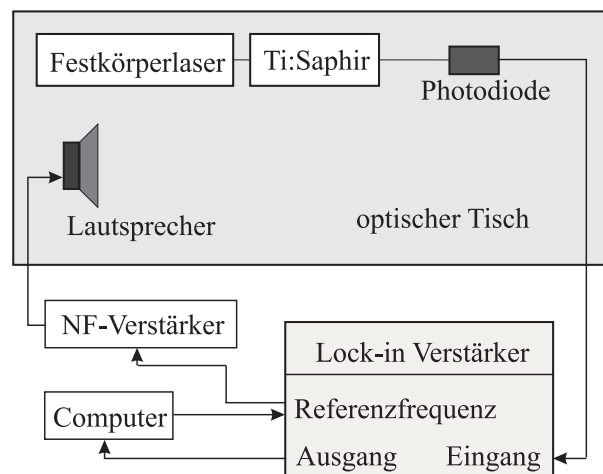 Festkörperlaser
Ti:Saphir
Photodiode
Lautsprecher
optischer Tisch
NF-Verstärker
Lock-in Verstärker
Computer
Referenzfrequenz
Ausgang
Eingang